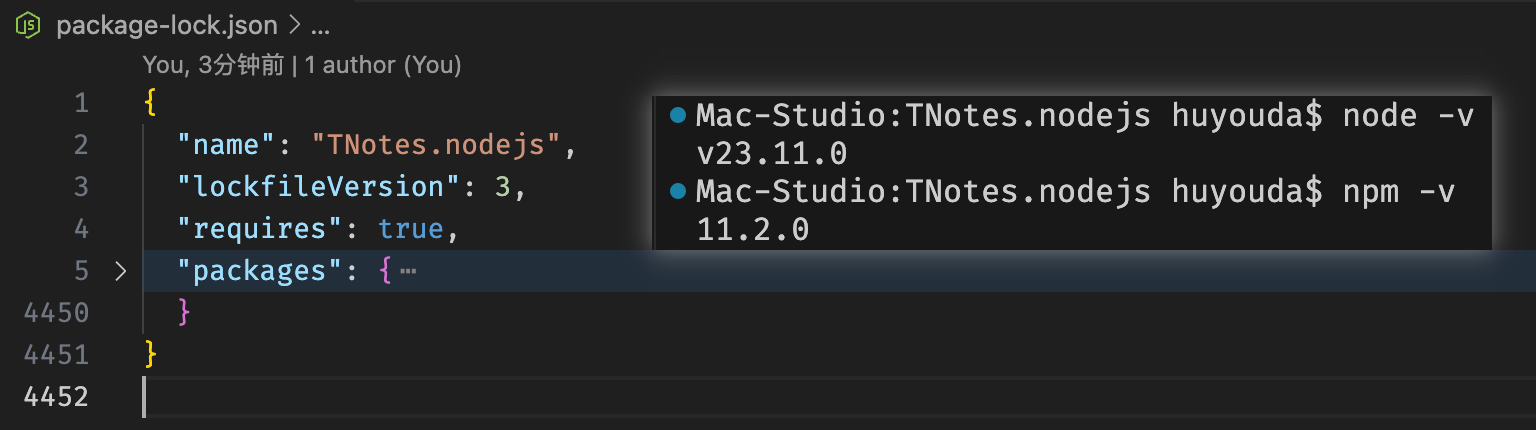 package-lock.json > ...
You, 3分钟前 | 1 author (You)
1 {
2 "name": "TNotes.nodejs",
3 "lockfileVersion": 3,
4 "requires": true,
5 > "packages": { ⋯
4450 }
4451 }
4452
Mac-Studio:TNotes.nodejs huyouda$ node -v
v23.11.0
Mac-Studio:TNotes.nodejs huyouda$ npm -v
11.2.0